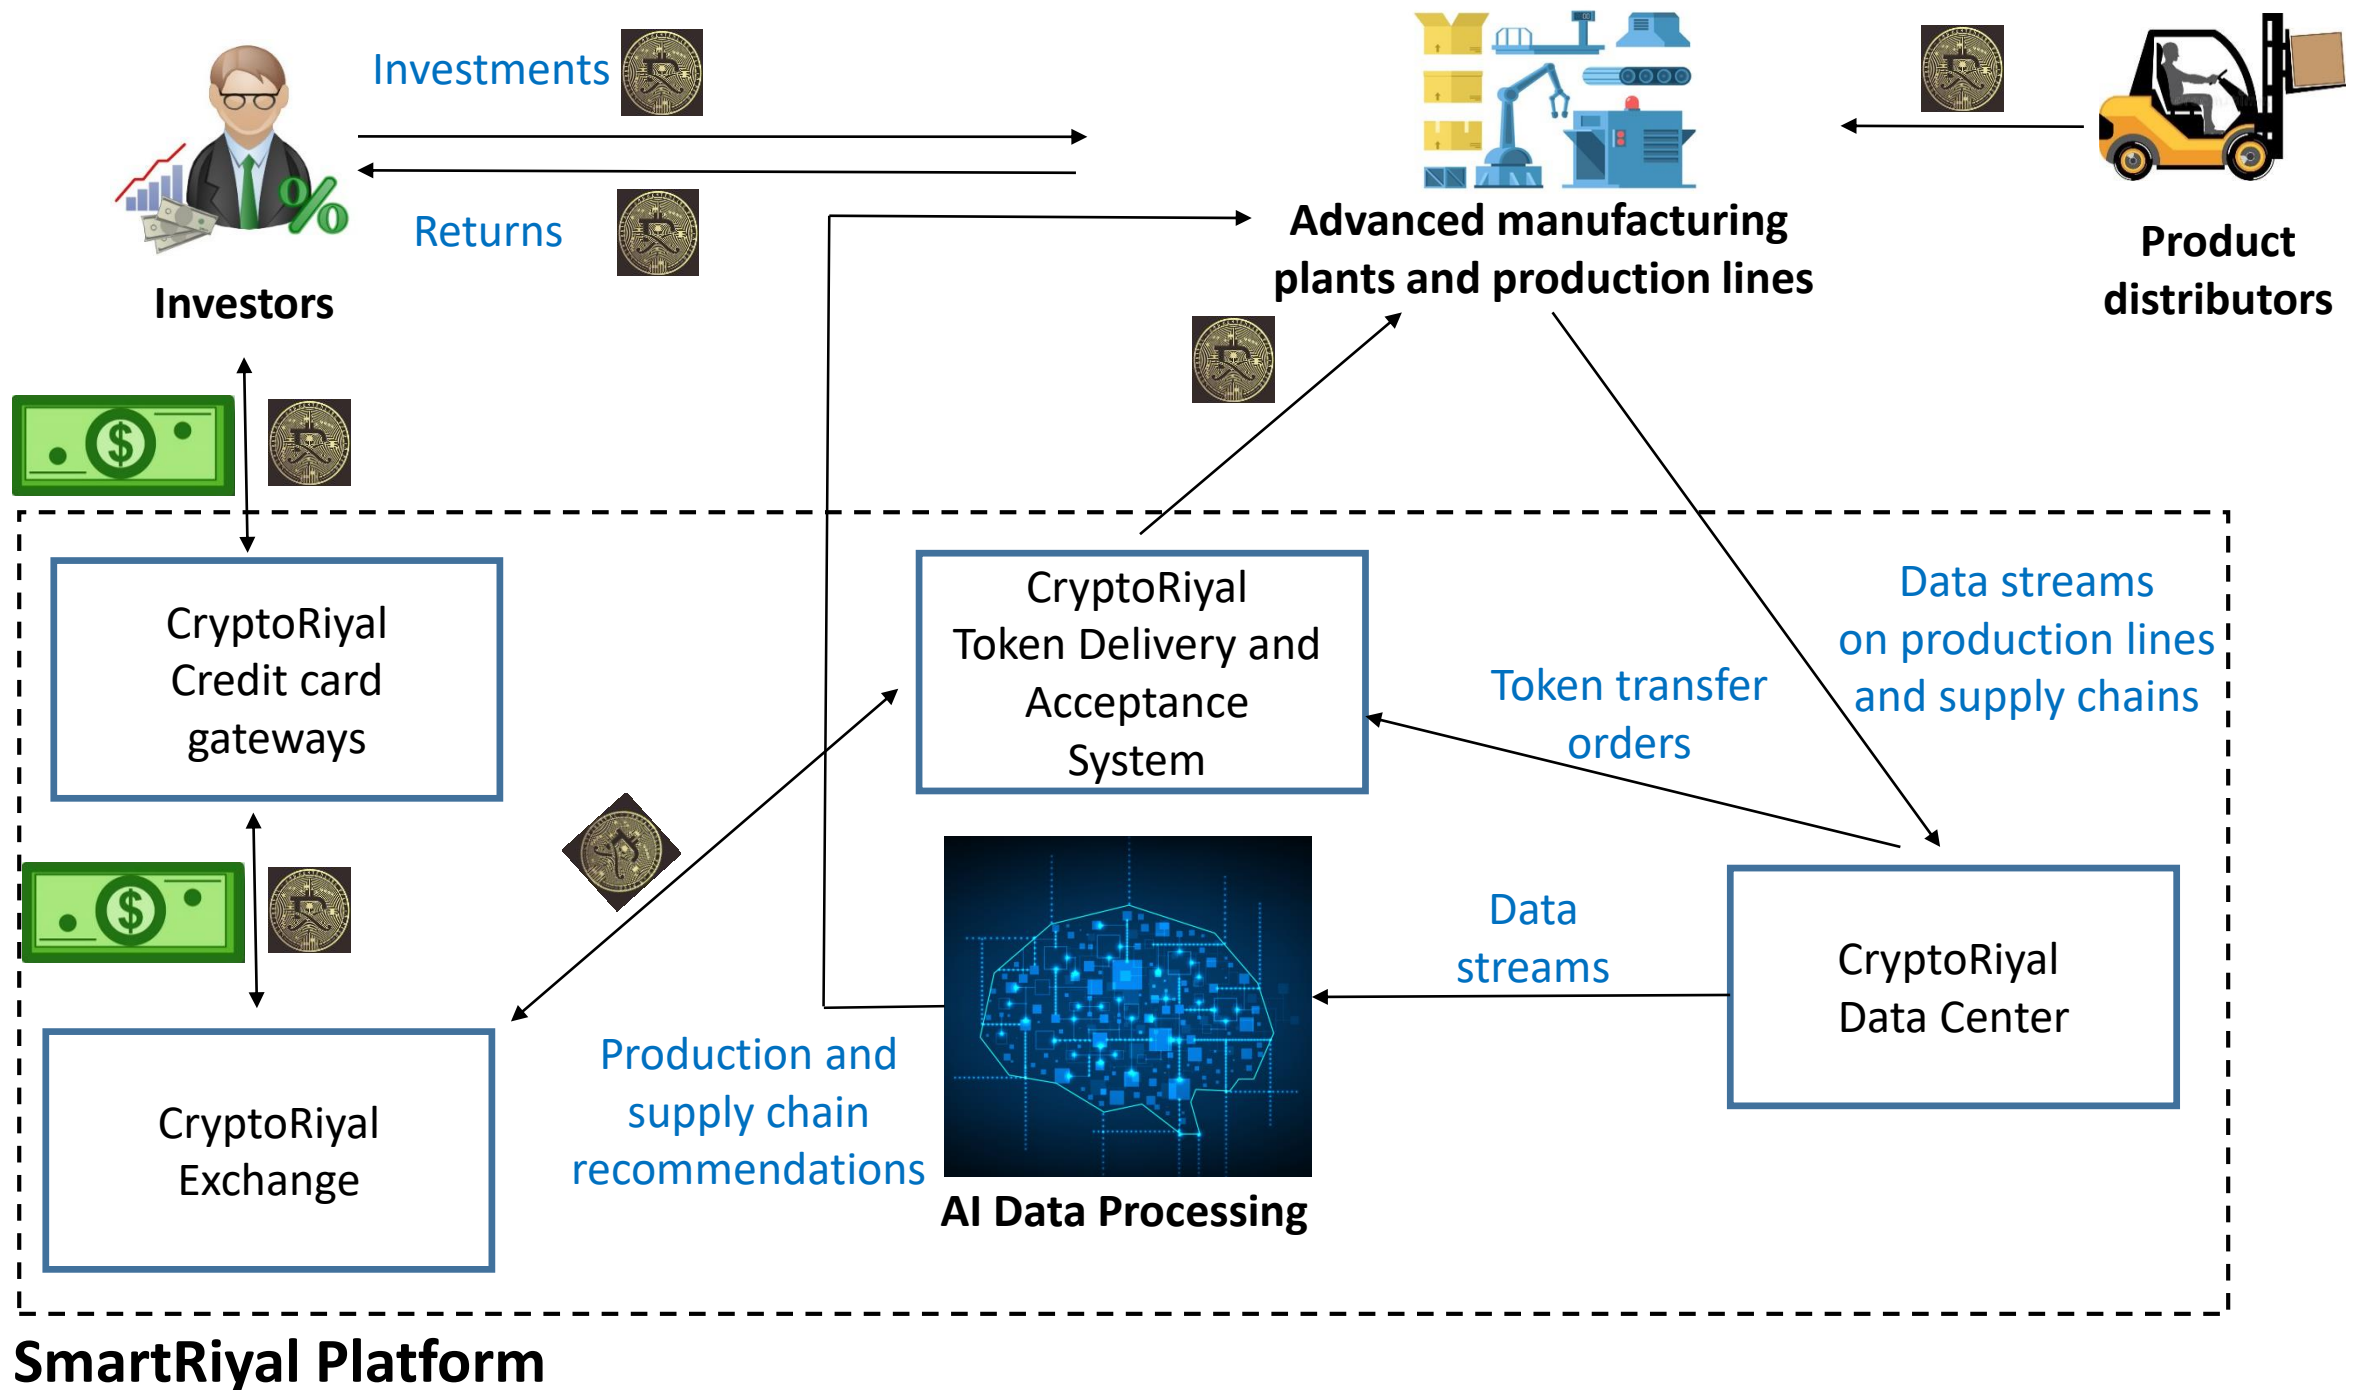 Investments
Returns
Investors
Advanced manufacturing
plants and production lines
Product
distributors
$
CryptoRiyal
Credit card
gateways
CryptoRiyal
Token Delivery and
Acceptance
System
Token transfer
orders
Data streams
on production lines
and supply chains
$
CryptoRiyal
Exchange
Production and
supply chain
recommendations
AI Data Processing
Data
streams
CryptoRiyal
Data Center
SmartRiyal Platform